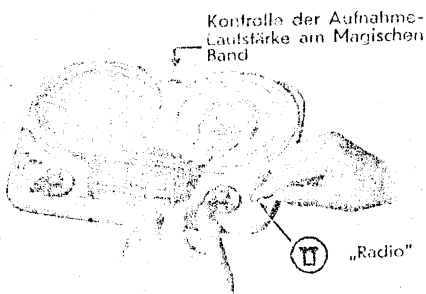 Kontrolle der Aufnahme-
Lautstärke am Magischen
Band
„Radio"